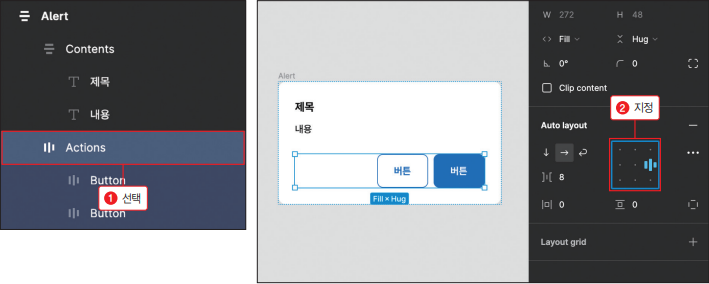 Alert
Contents
제목
내용
Actions
Button
1 선택
Button
Alert
제목
내용
버튼 버튼
Fill × Hug
W 272 H 48
Fill Hug
0° 0
Clip content
2 지정
Auto layout
8
0 0
Layout grid